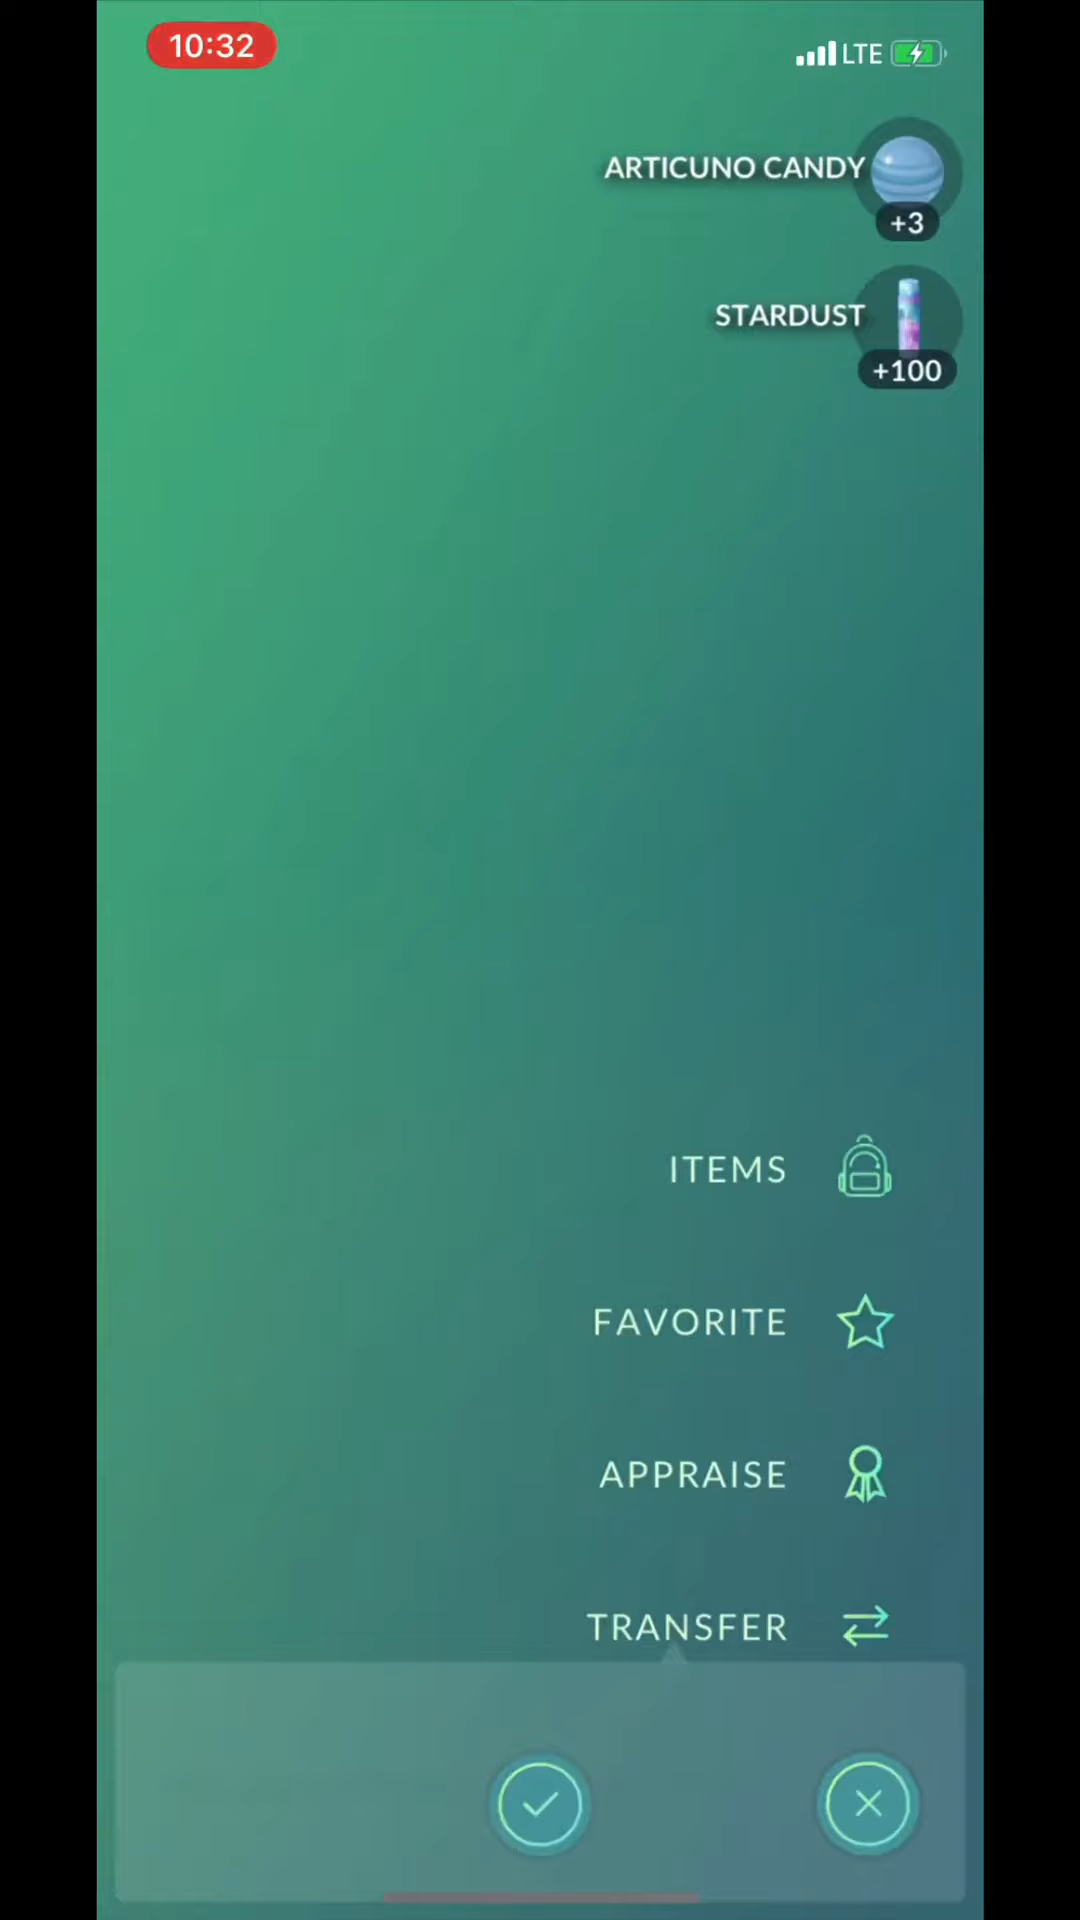 10:32
LTE
ARTICUNO CANDY
+3
STARDUST
+100
ITEMS
FAVORITE
APPRAISE
TRANSFER